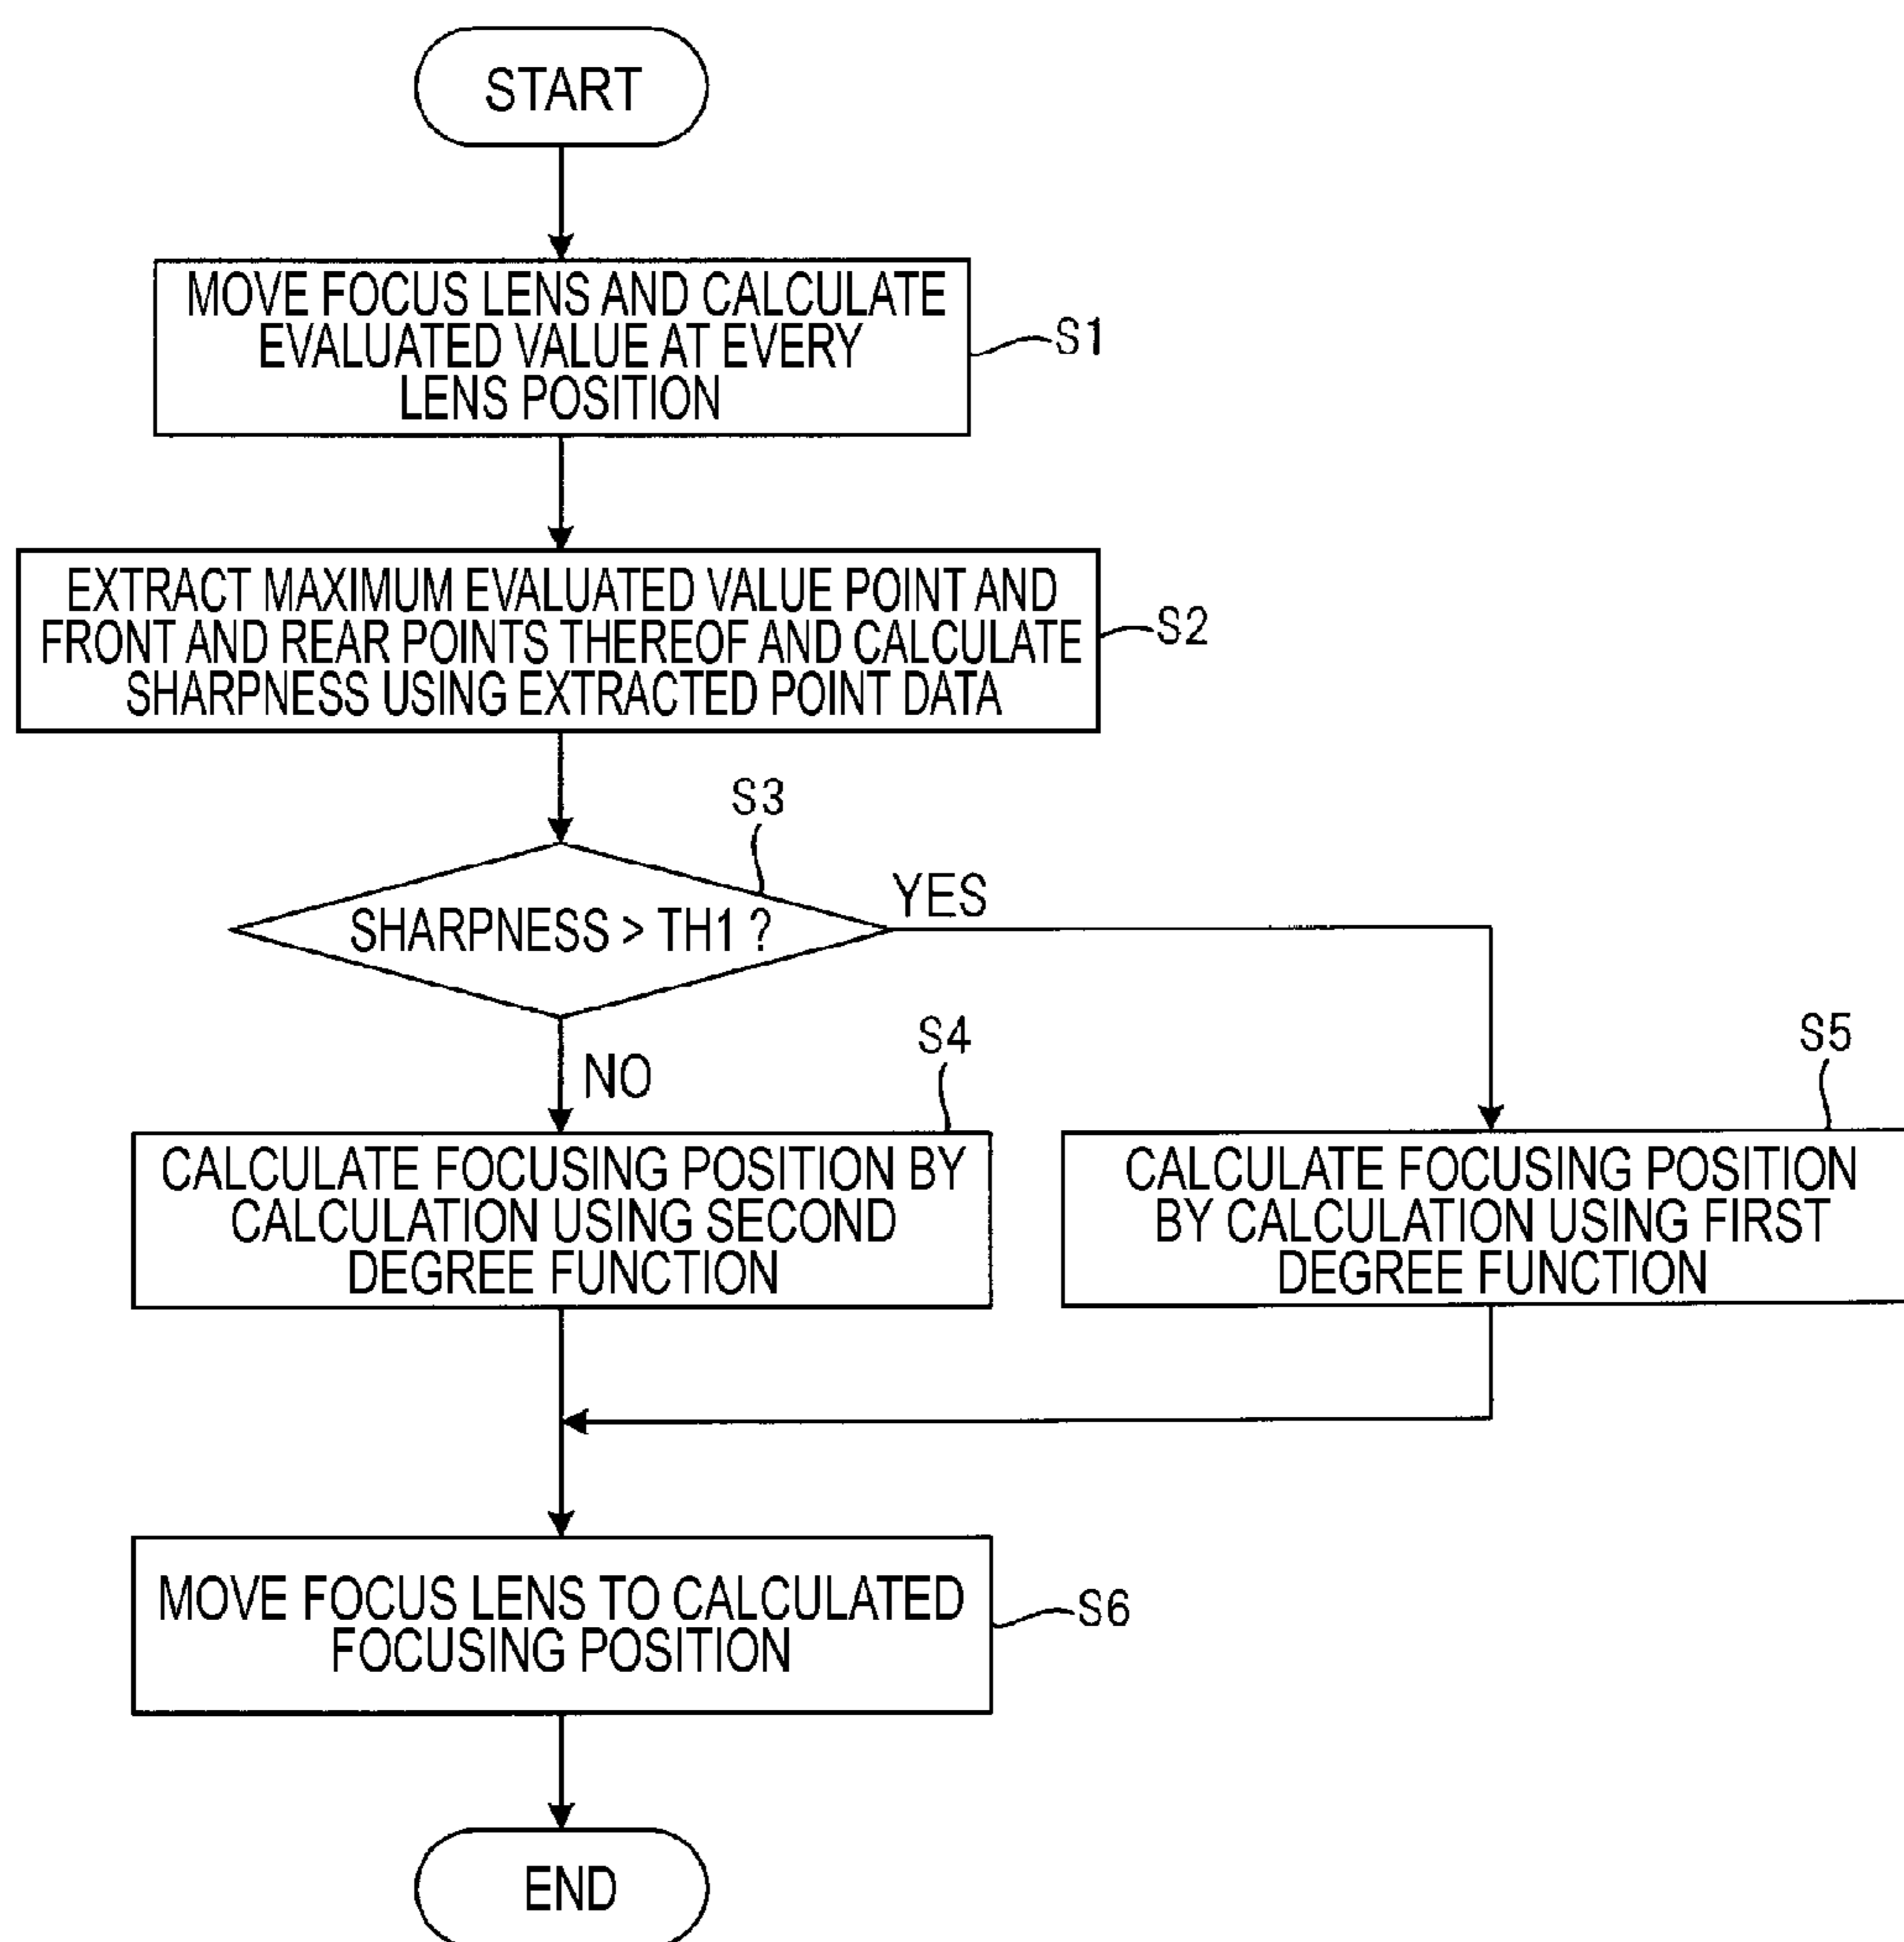 START
MOVE FOCUS LENS AND CALCULATE
EVALUATED VALUE AT EVERY
LENS POSITION
S1
EXTRACT MAXIMUM EVALUATED VALUE POINT AND
FRONT AND REAR POINTS THEREOF AND CALCULATE
SHARPNESS USING EXTRACTED POINT DATA
S2
S3
SHARPNESS > TH1 ?
YES
NO
S4
CALCULATE FOCUSING POSITION BY
CALCULATION USING SECOND
DEGREE FUNCTION
S5
CALCULATE FOCUSING POSITION
BY CALCULATION USING FIRST
DEGREE FUNCTION
MOVE FOCUS LENS TO CALCULATED
FOCUSING POSITION
S6
END